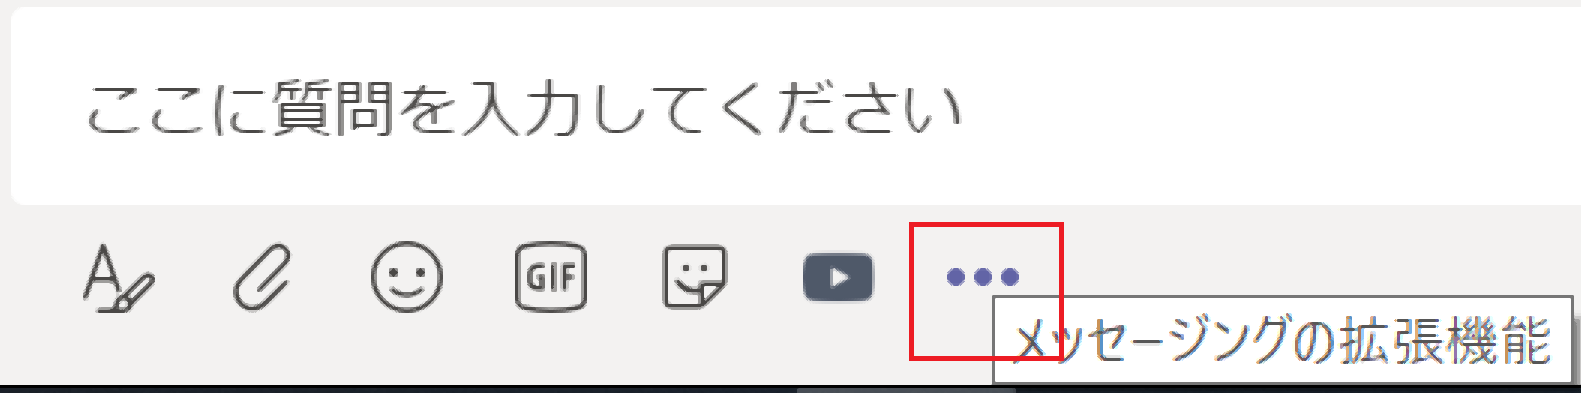 ここに質問を入力してください
GIF
メッセージングの拡張機能